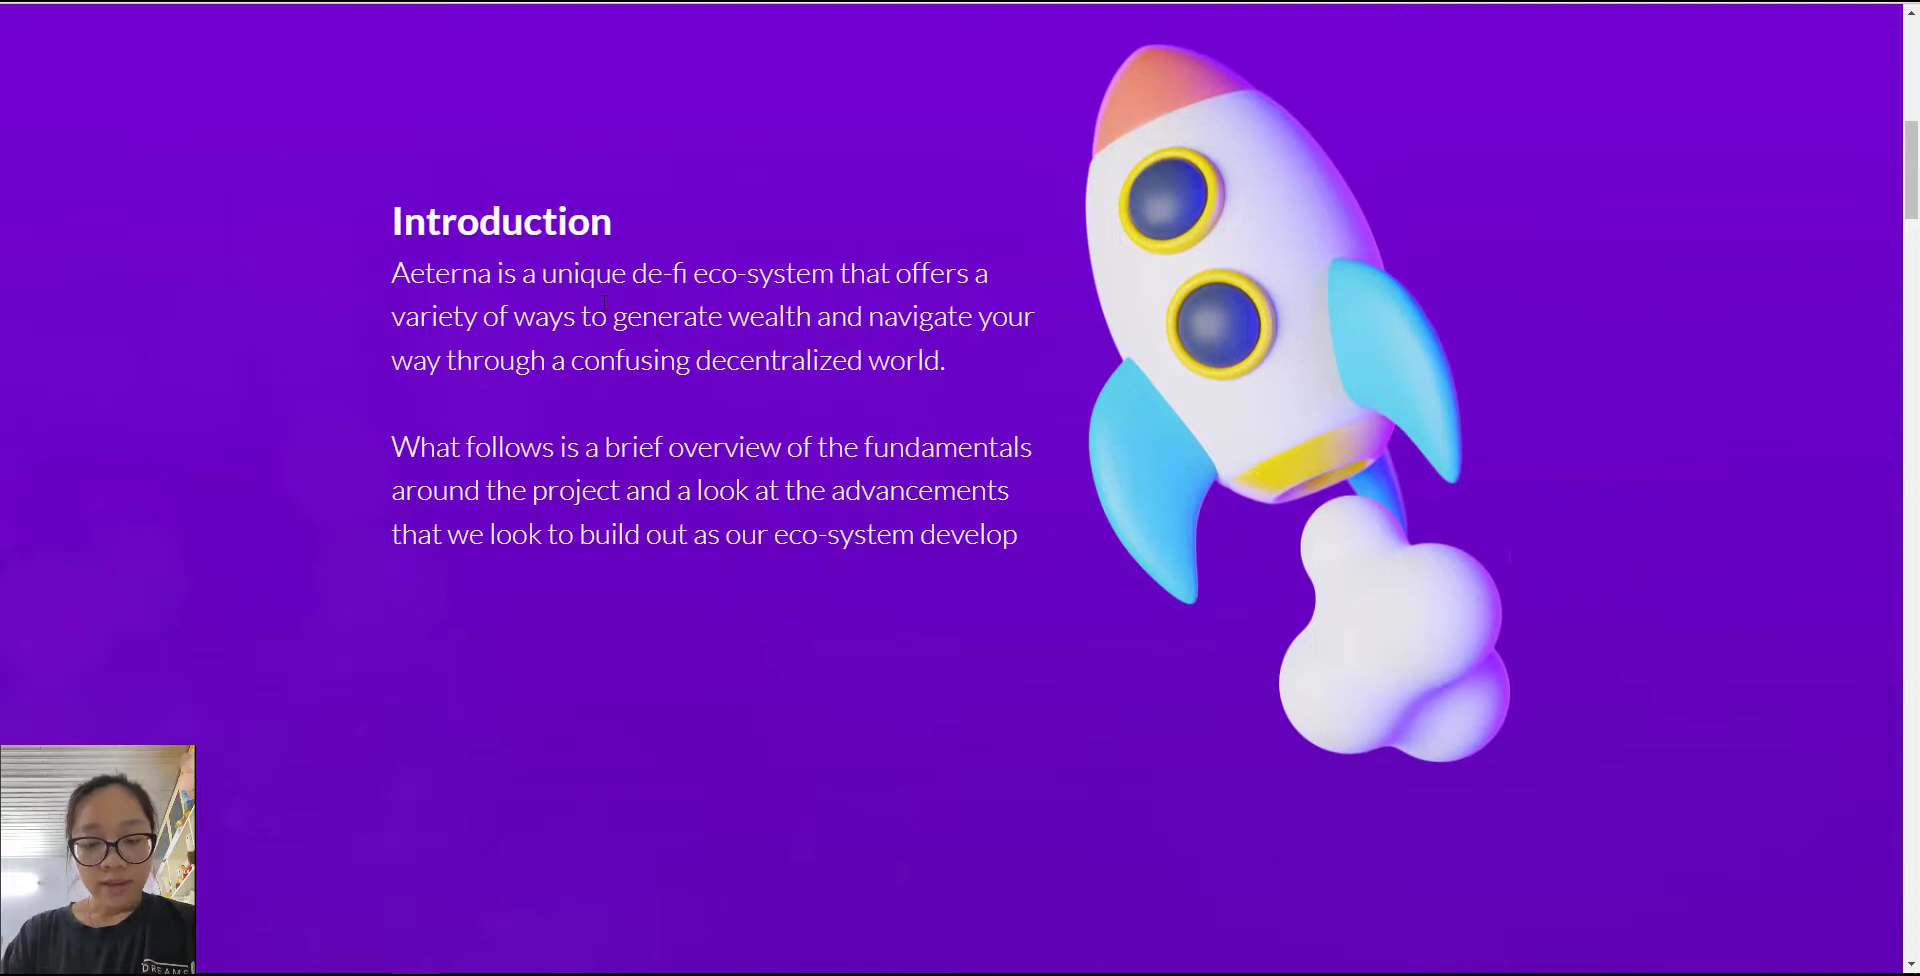 Introduction
Aeterna is a unique de-fi eco-system that offers a
variety of ways to generate wealth and navigate your
way through a confusing decentralized world.
What follows is a brief overview of the fundamentals
around the project and a look at the advancements
that we look to build out as our eco-system develop
DREAMS